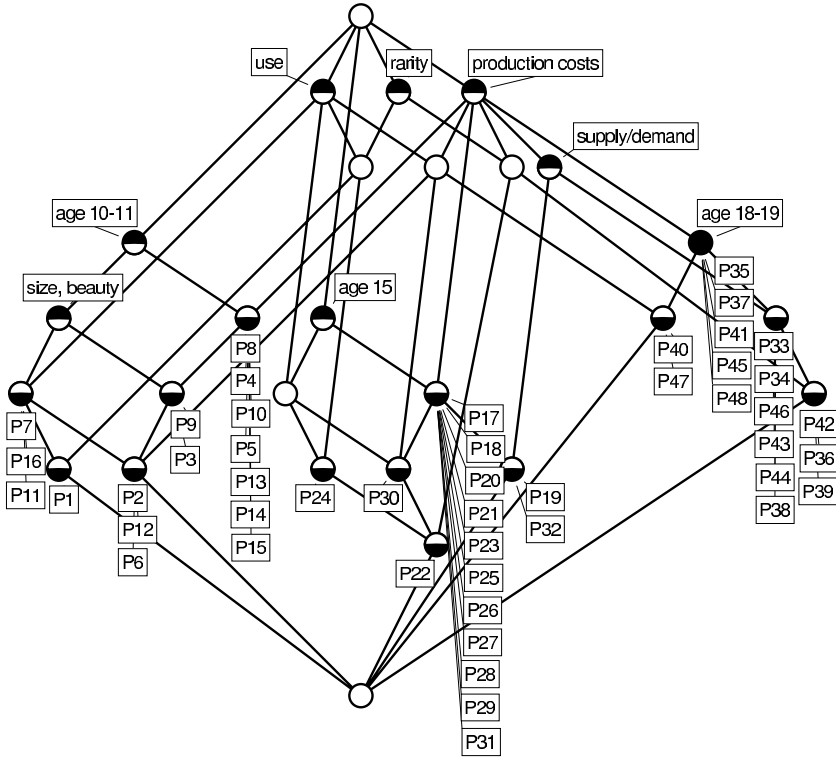 use
rarity
production costs
supply/demand
age 10-11
age 18-19
size, beauty
age 15
P35
P37
P41
P45
P48
P33
P34
P46
P43
P44
P38
P40
P47
P42
P36
P39
P8
P4
P10
P5
P13
P14
P15
P7
P16
P11
P1
P9
P3
P2
P12
P6
P24
P30
P22
P17
P18
P20
P21
P23
P25
P26
P27
P28
P29
P31
P19
P32